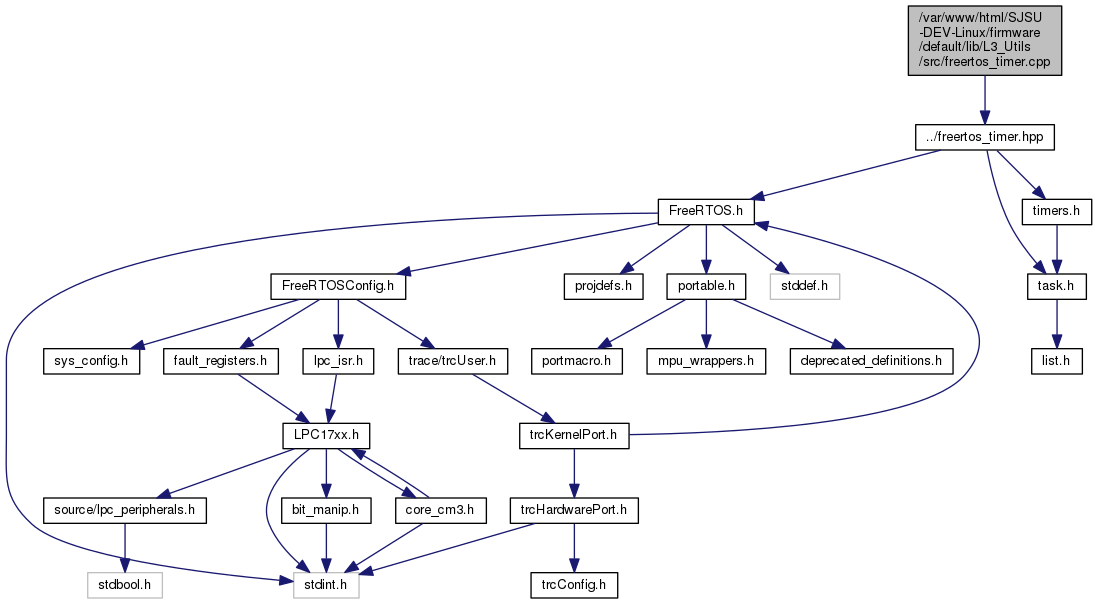 /var/www/html/SJSU
-DEV-Linux/firmware
/default/lib/L3_Utils
/src/freertos_timer.cpp
../freertos_timer.hpp
FreeRTOS.h
timers.h
FreeRTOSConfig.h
projdefs.h
portable.h
stddef.h
task.h
sys_config.h
fault_registers.h
lpc_isr.h
trace/trcUser.h
portmacro.h
mpu_wrappers.h
deprecated_definitions.h
list.h
LPC17xx.h
trcKernelPort.h
source/lpc_peripherals.h
bit_manip.h
core_cm3.h
trcHardwarePort.h
stdbool.h
stdint.h
trcConfig.h